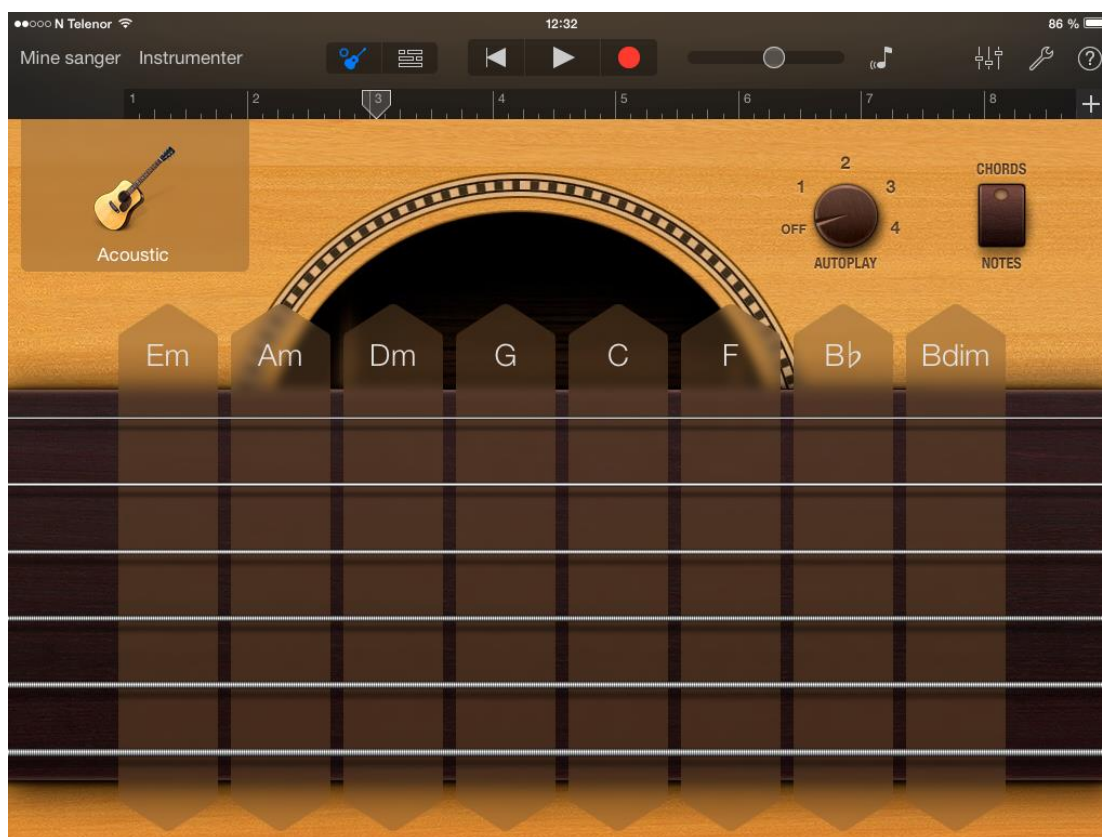 N Telenor 12:32 86 %
Mine sanger Instrumenter
1 2 3 4 5 6 7 8
Acoustic
OFF 1 2 3 4
AUTOPLAY
CHORDS
NOTES
Em Am Dm G C F B♭ Bdim